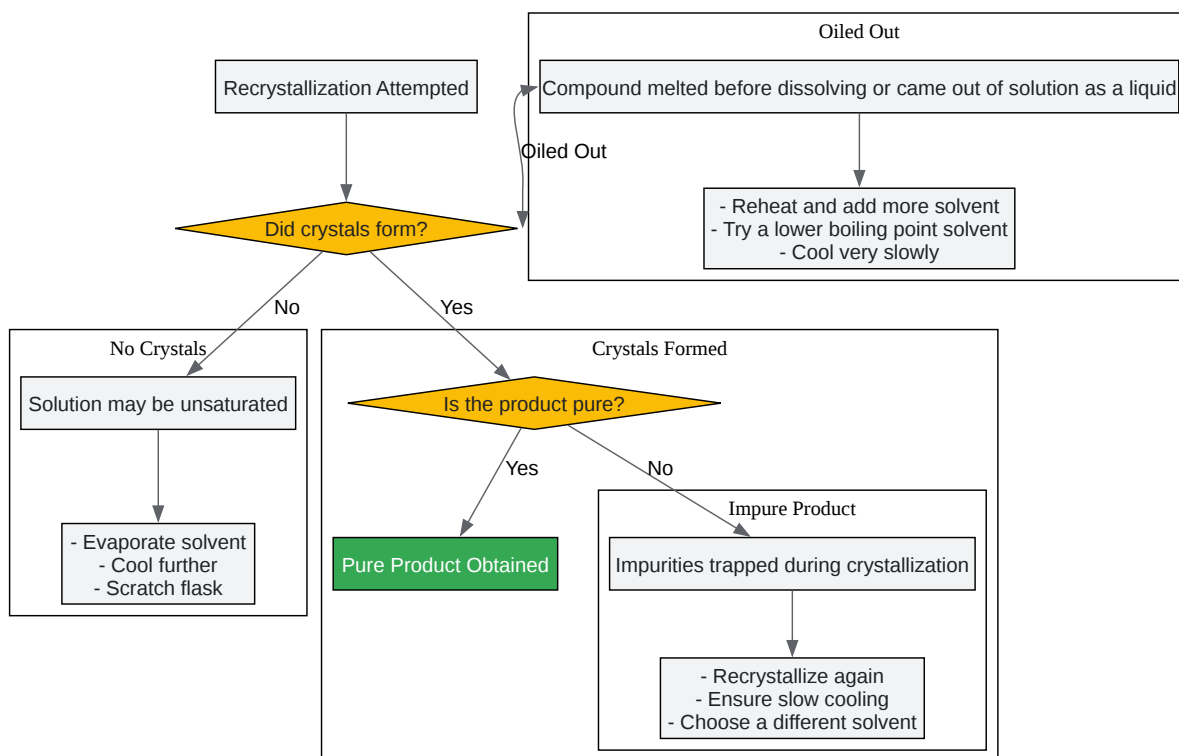 Oiled Out
Recrystallization Attempted
Compound melted before dissolving or came out of solution as a liquid
Oiled Out
- Reheat and add more solvent
- Try a lower boiling point solvent
- Cool very slowly
Did crystals form?
No
Yes
No Crystals
Solution may be unsaturated
- Evaporate solvent
- Cool further
- Scratch flask
Crystals Formed
Is the product pure?
Yes
No
Pure Product Obtained
Impure Product
Impurities trapped during crystallization
- Recrystallize again
- Ensure slow cooling
- Choose a different solvent